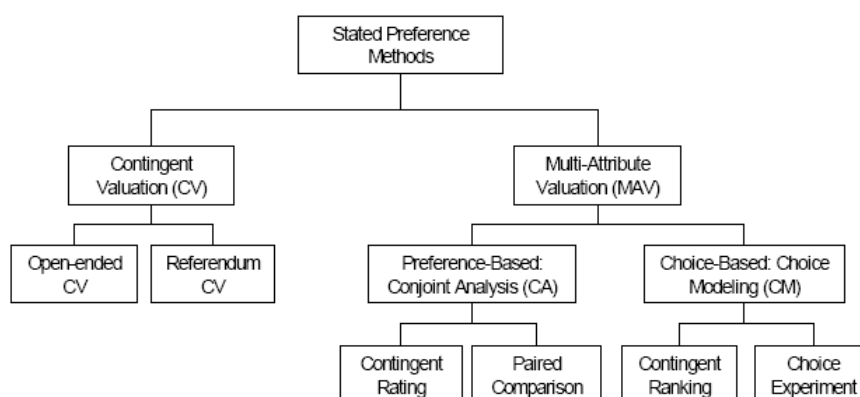 Stated Preference
Methods
Contingent
Valuation (CV)
Multi-Attribute
Valuation (MAV)
Open-ended
CV
Referendum
CV
Preference-Based:
Conjoint Analysis (CA)
Choice-Based: Choice
Modeling (CM)
Contingent
Rating
Paired
Comparison
Contingent
Ranking
Choice
Experiment